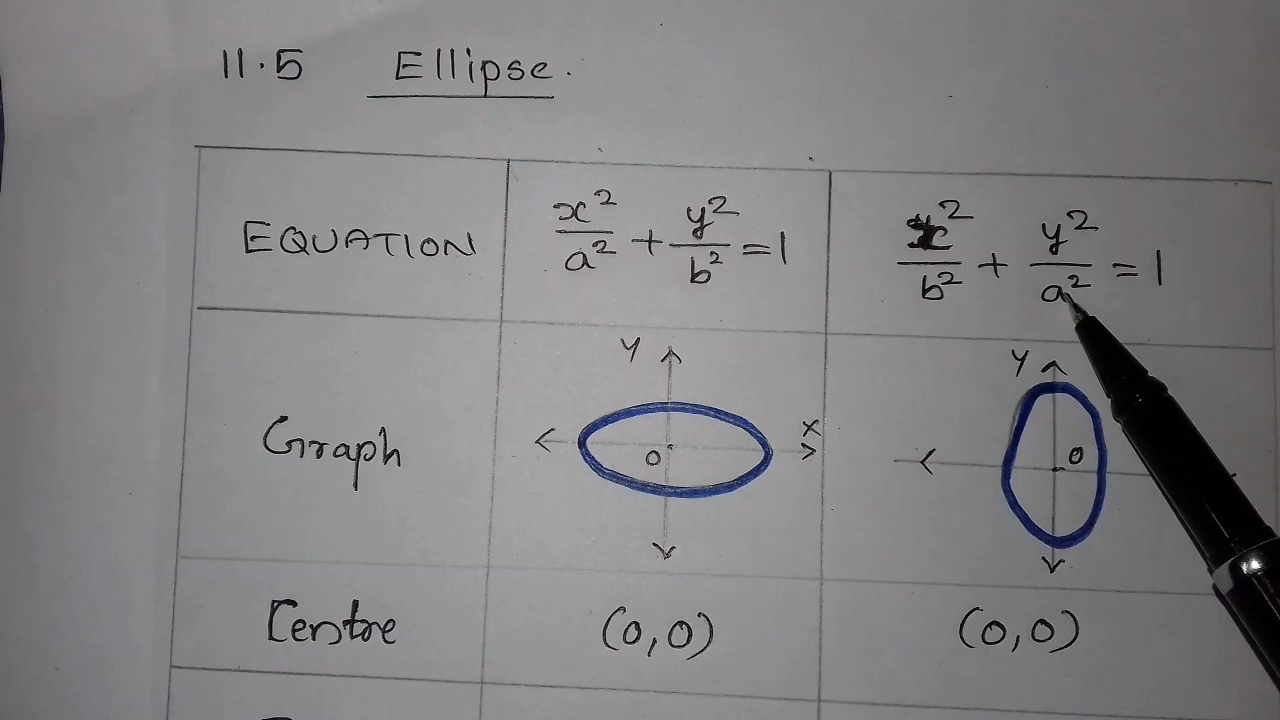 11.5 Ellipse.
EQUATION x²/a² + y²/b² = 1 x²/b² + y²/a² = 1
Graph Y X O Y O
Centre (0,0) (0,0)